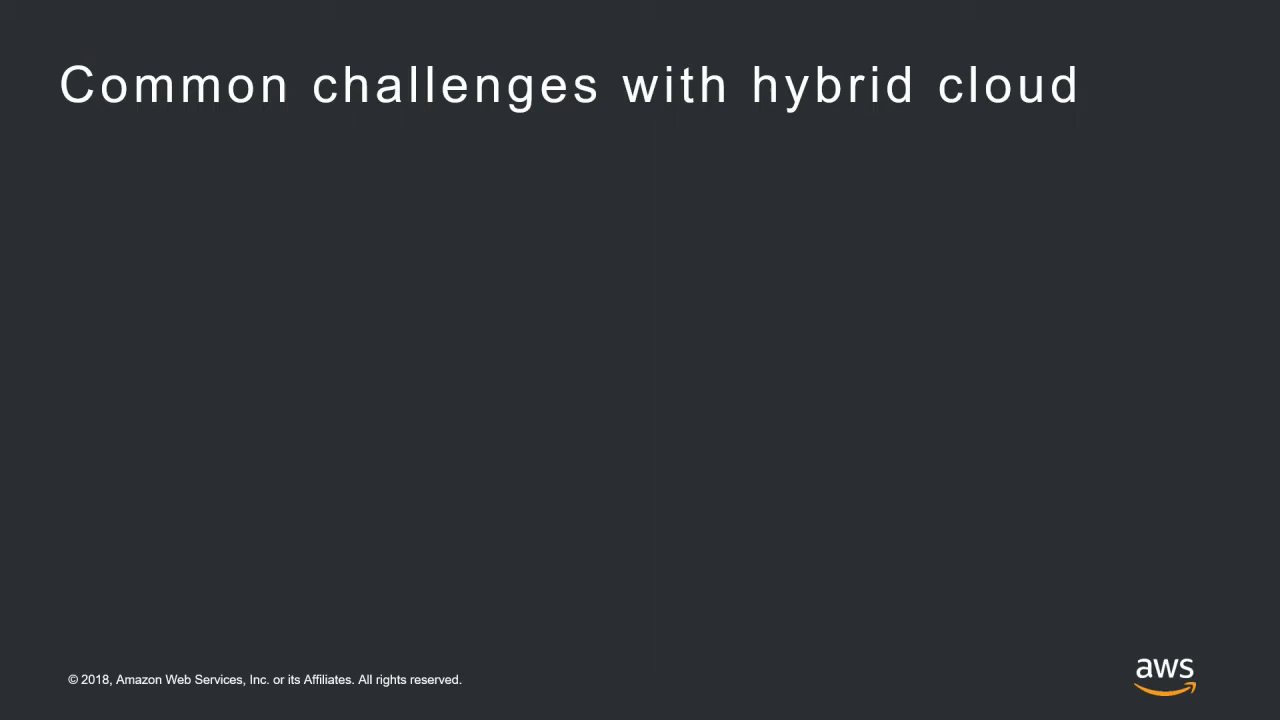 Common challenges with hybrid cloud
© 2018, Amazon Web Services, Inc. or its Affiliates. All rights reserved.
aws